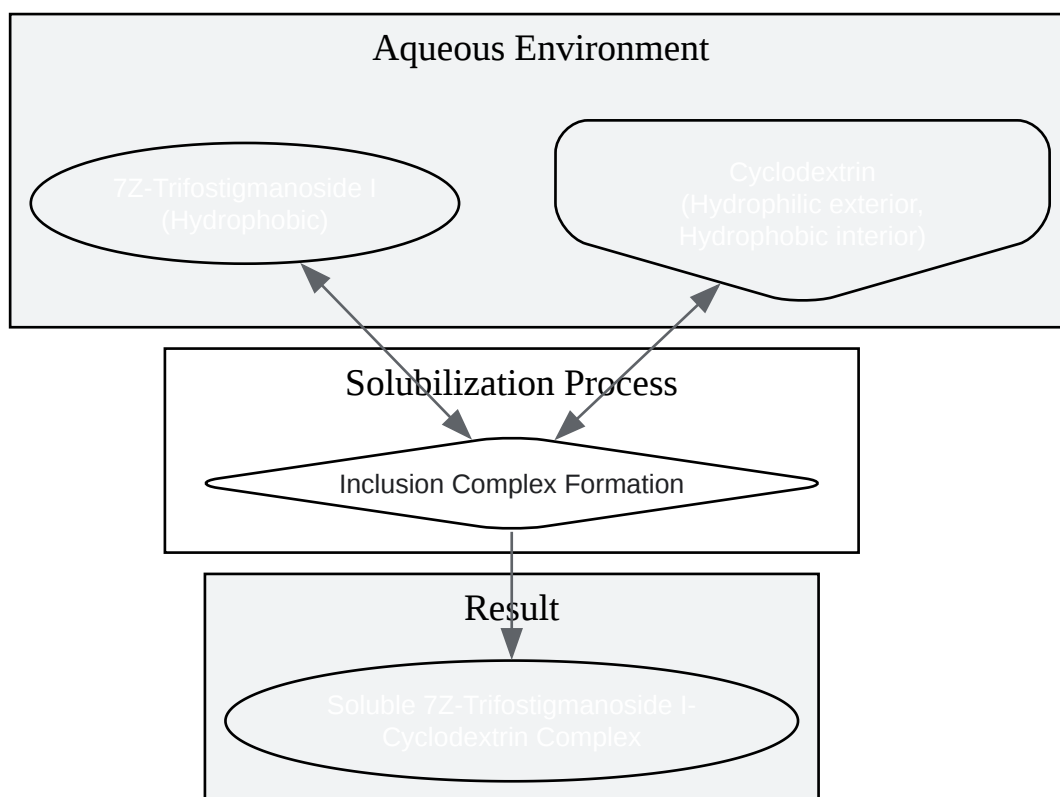 Aqueous Environment
7Z-Trifostigmanoside I
(Hydrophobic)
Cyclodextrin
(Hydrophilic exterior,
Hydrophobic interior)
Solubilization Process
Inclusion Complex Formation
Result
Soluble 7Z-Trifostigmanoside I-
Cyclodextrin Complex